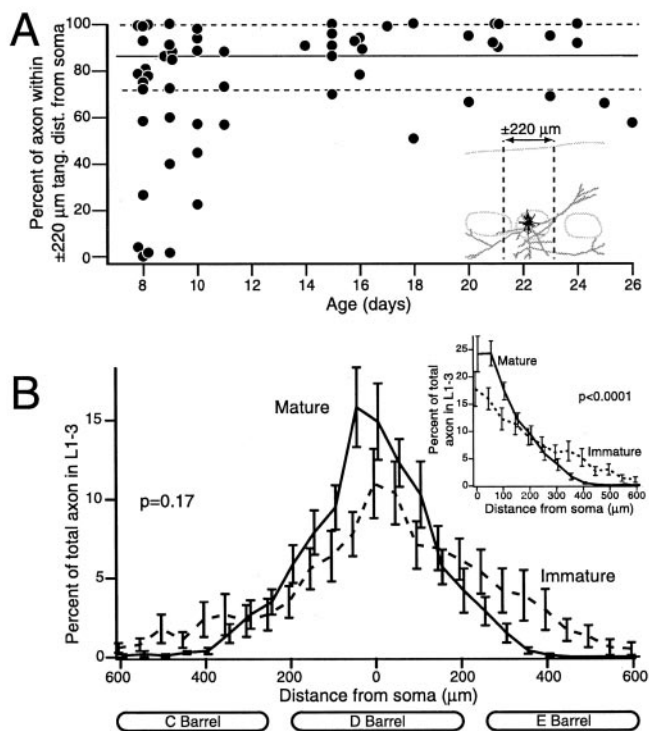 A
Percent of axon within
±220 µm tang. dist. from soma
100
80
60
40
20
0
±220 µm
8 10 12 14 16 18 20 22 24 26
Age (days)
B
Percent of total axon in L1-3
15
10
5
0
Mature
p=0.17
Immature
600 400 200 0 200 400 600
Distance from soma (µm)
C Barrel D Barrel E Barrel
Percent of total
axon in L1-3
25
20
15
10
5
0
Mature
p<0.0001
Immature
0 100 200 300 400 500 600
Distance from soma (µm)